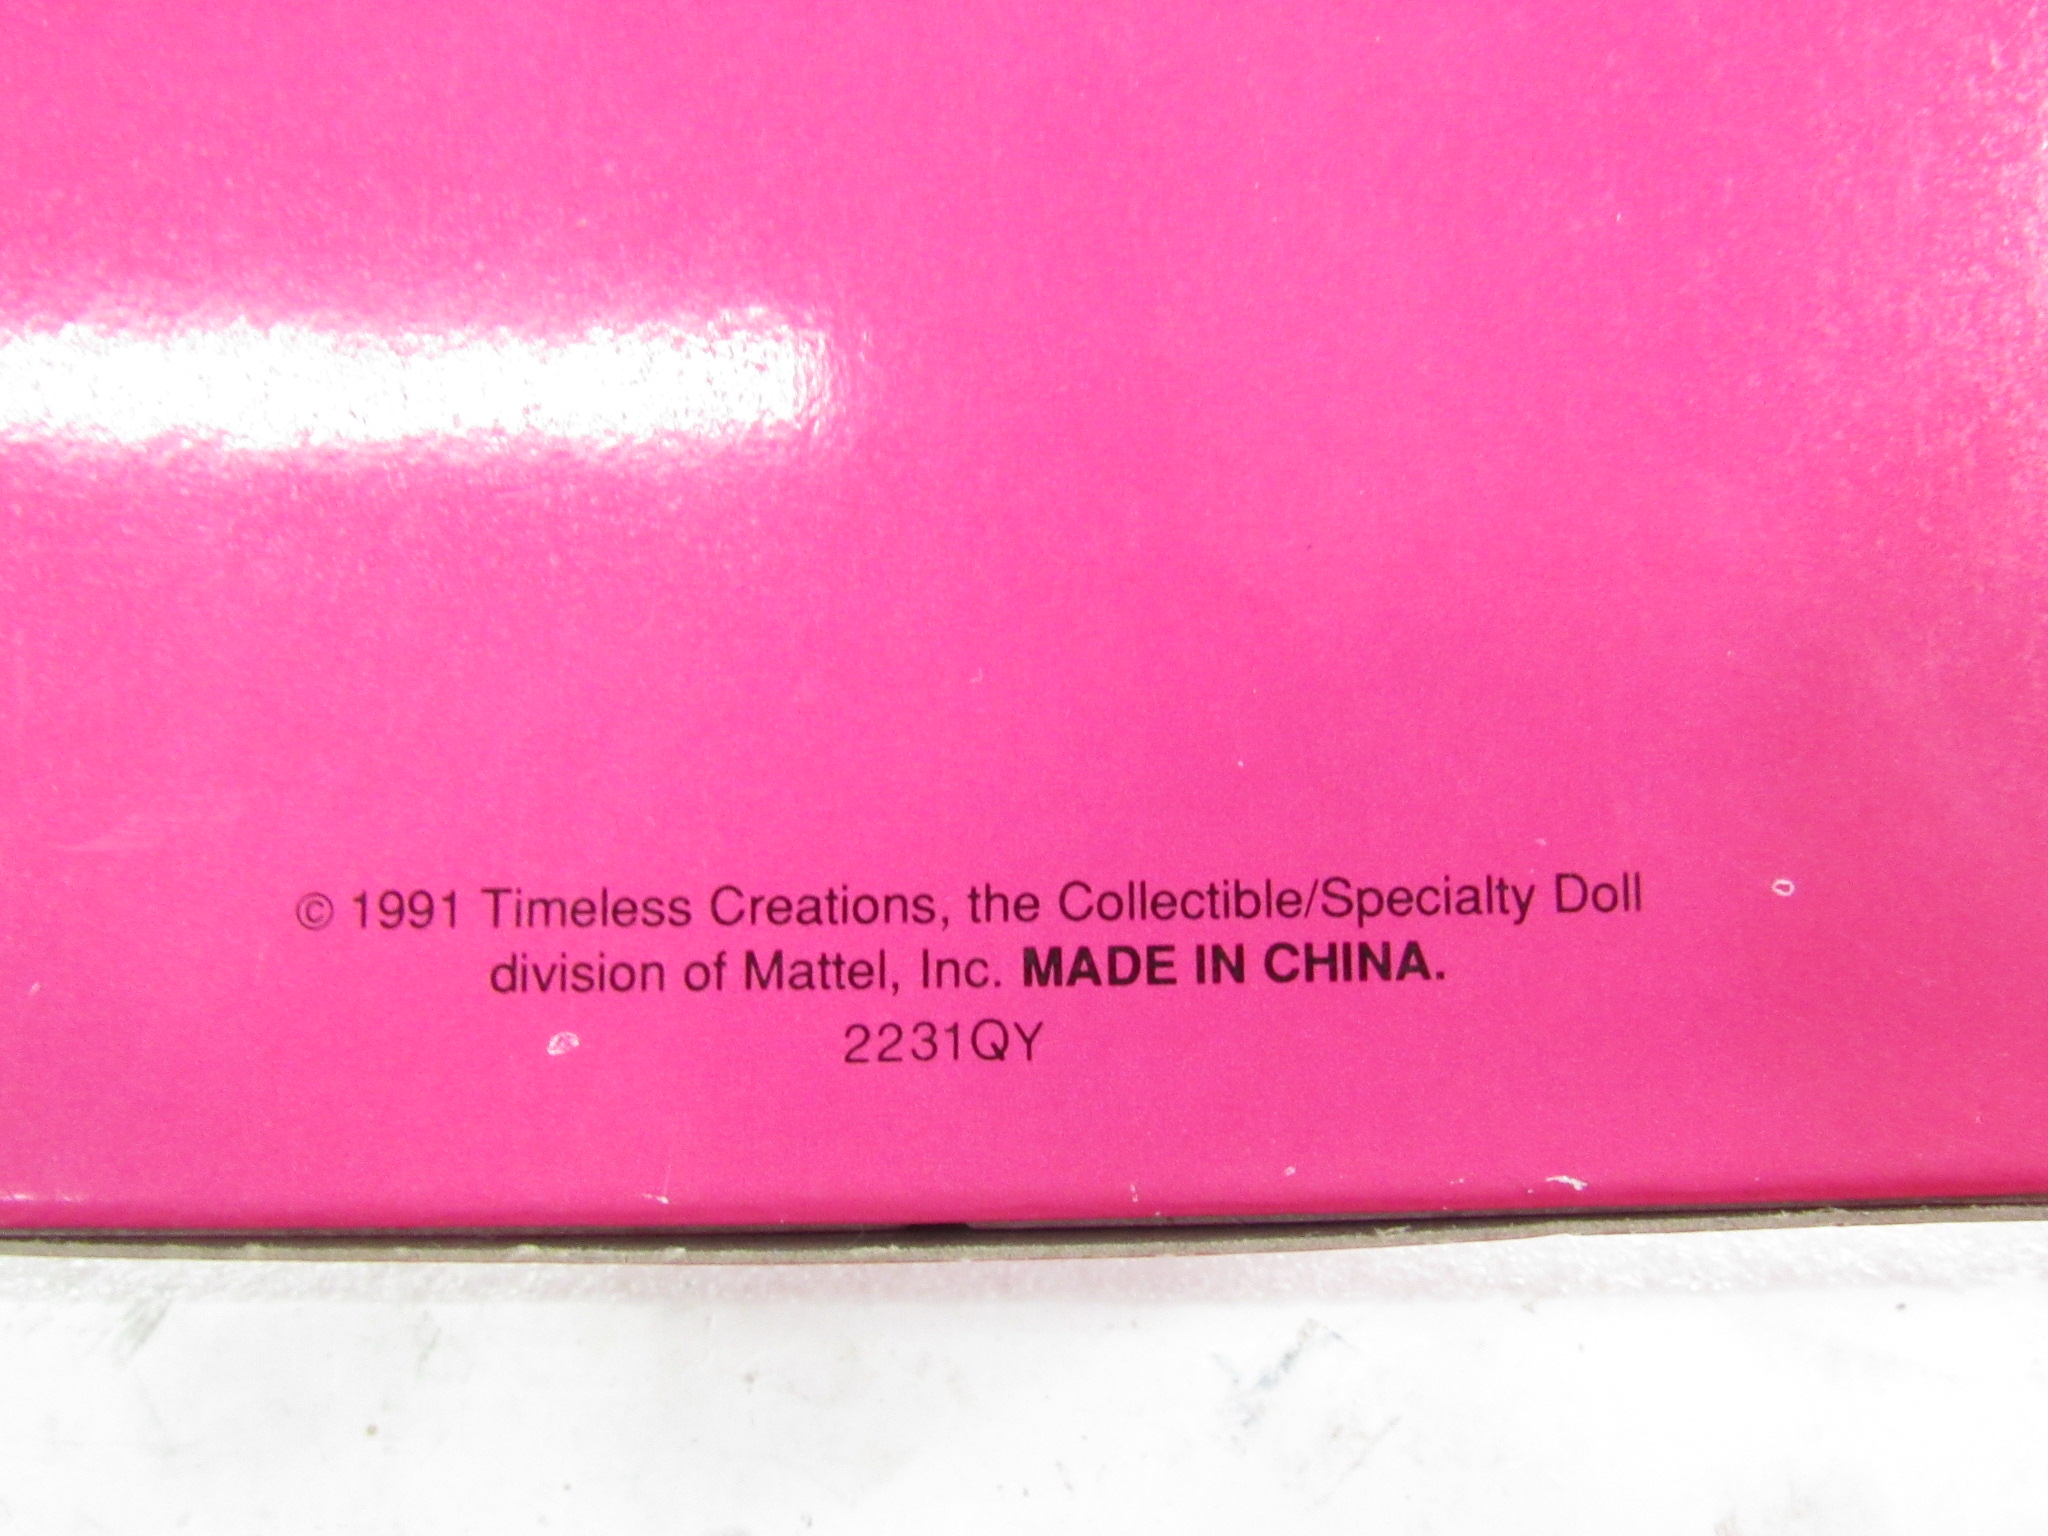 © 1991 Timeless Creations, the Collectible/Specialty Doll
division of Mattel, Inc. MADE IN CHINA.
2231QY